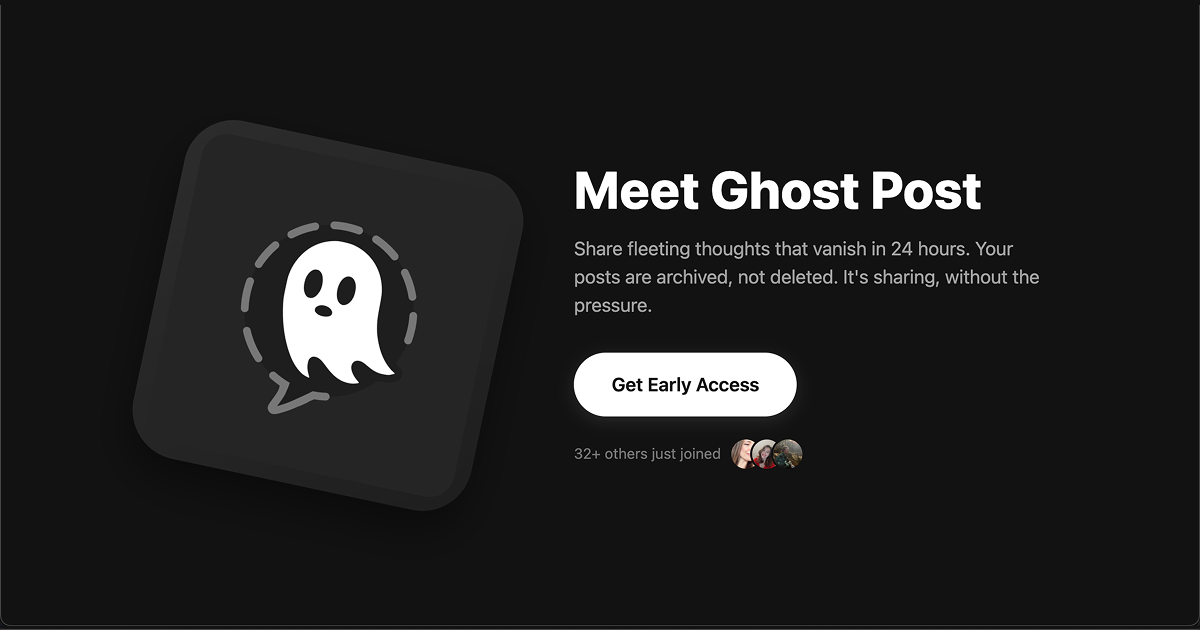 Meet Ghost Post
Share fleeting thoughts that vanish in 24 hours. Your
posts are archived, not deleted. It's sharing, without the
pressure.
Get Early Access
32+ others just joined